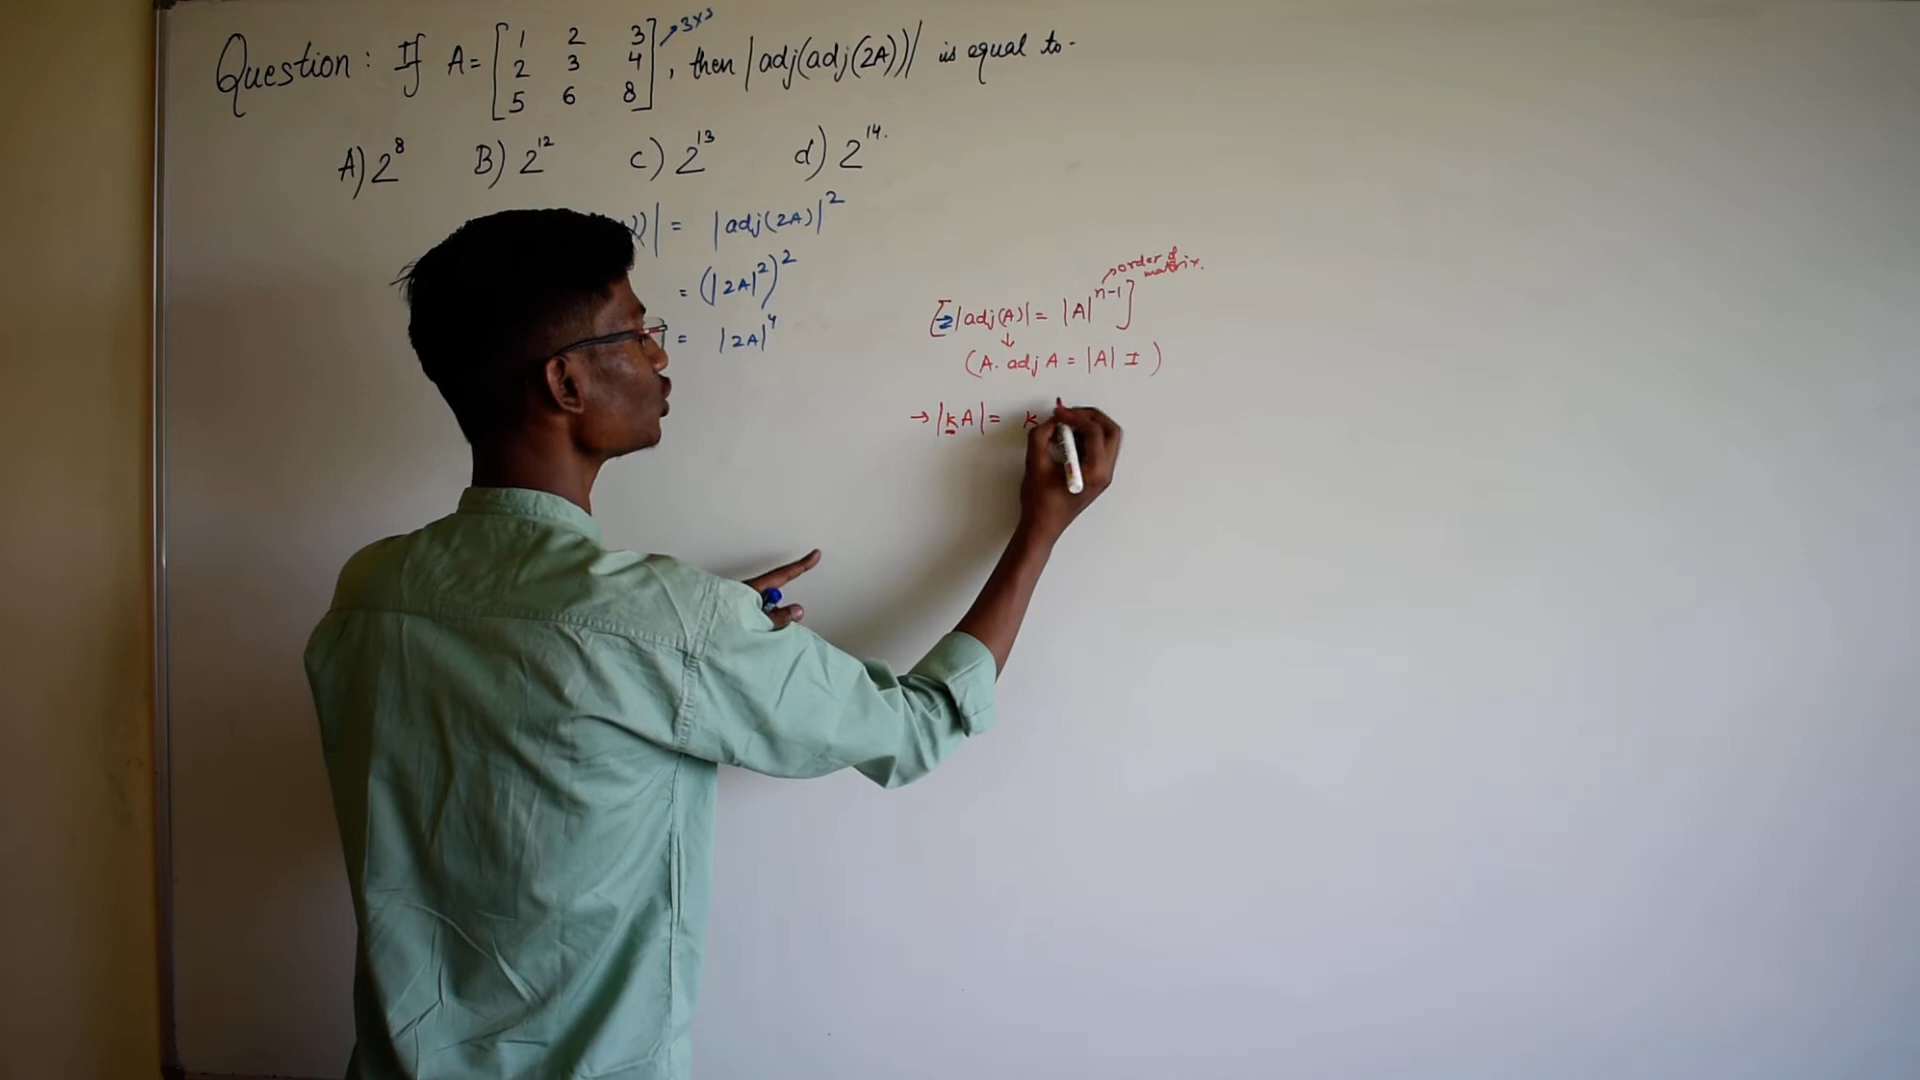 Question : If A = [ 1 2 3 ], then |adj(adj(2A))| is equal to-
2 3 4
5 6 8
→ 3x3
A) 2^8 B) 2^12 C) 2^13 d) 2^14.
))| = |adj(2A)|^2
= (|2A|^2)^2
= |2A|^4
[→|adj(A)| = |A|^n-1] → order of matrix.
2
↓
(A. adj A = |A| I )
→ |kA| = k